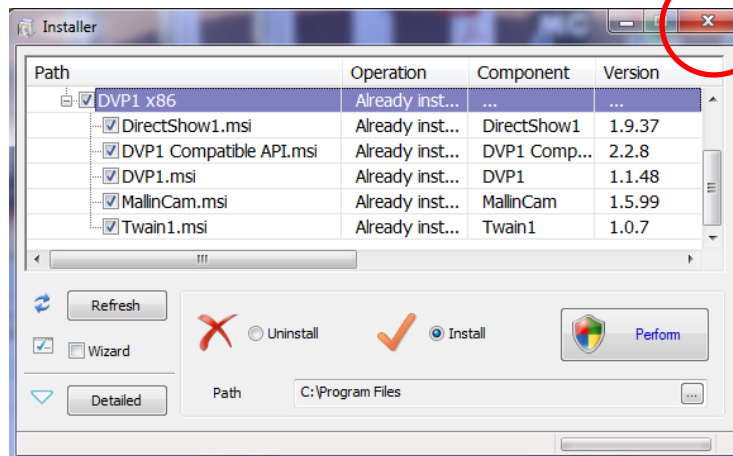 Installer
Path Operation Component Version
DVP1 x86 Already inst... ... ...
DirectShow1.msi Already inst... DirectShow1 1.9.37
DVP1 Compatible API.msi Already inst... DVP1 Comp... 2.2.8
DVP1.msi Already inst... DVP1 1.1.48
MallinCam.msi Already inst... MallinCam 1.5.99
Twain1.msi Already inst... Twain1 1.0.7
Refresh
Uninstall Install Perform
Wizard
Detailed Path C:\Program Files ...